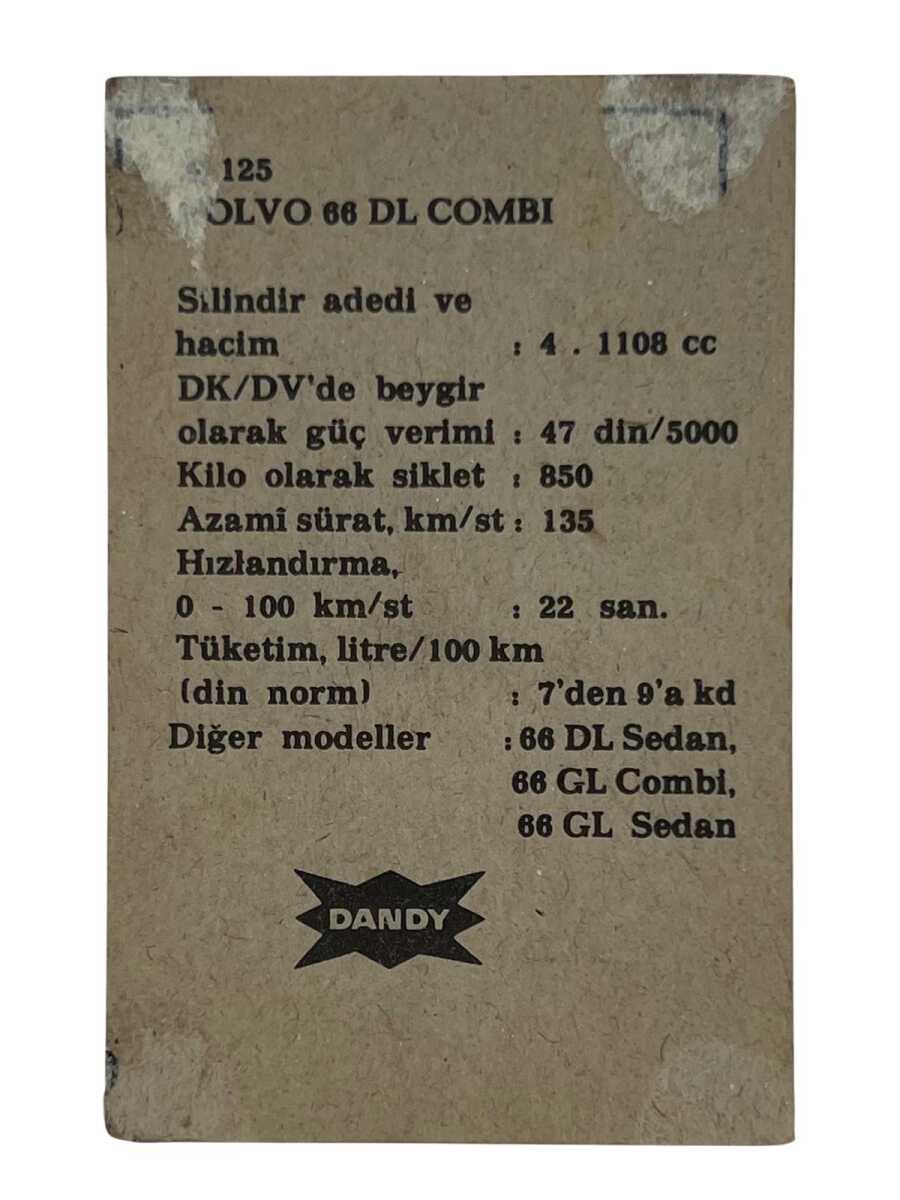 125
OLVO 66 DL COMBI
Silindir adedi ve
hacim : 4 . 1108 cc
DK/DV'de beygir
olarak güç verimi : 47 din/5000
Kilo olarak siklet : 850
Azamî sürat, km/st : 135
Hızlandırma,
0 - 100 km/st : 22 san.
Tüketim, litre/100 km
(din norm) : 7'den 9'a kd
Diğer modeller : 66 DL Sedan,
66 GL Combi,
66 GL Sedan
DANDY